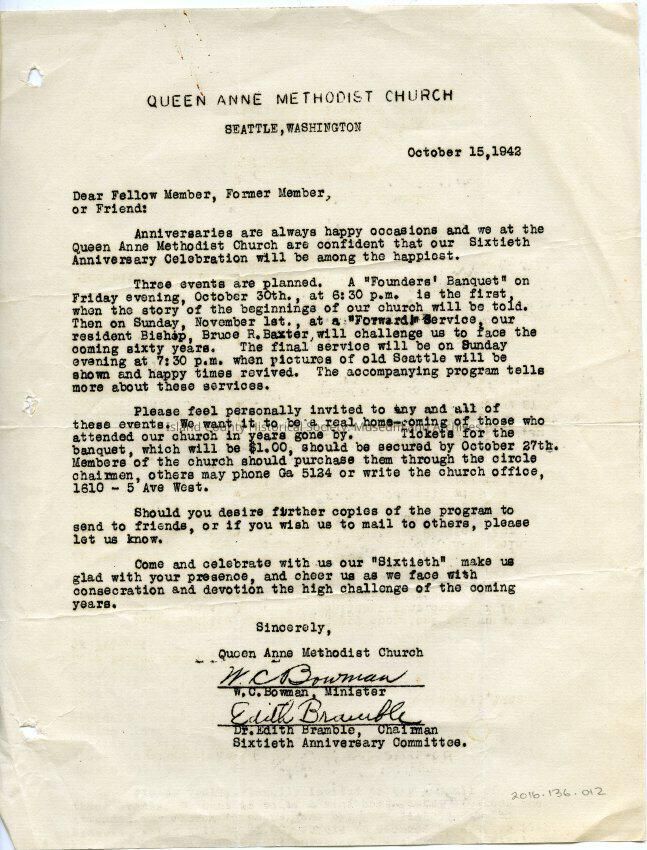 QUEEN ANNE METHODIST CHURCH
SEATTLE,WASHINGTON
October 15,1942
Dear Fellow Member, Former Member,
or Friend:
Anniversaries are always happy occasions and we at the
Queen Anne Methodist Church are confident that our Sixtieth
Anniversary Celebration will be among the happiest.
Three events are planned. A "Founders' Banquet" on
Friday evening, October 30th., at 6:30 p.m. is the first,
when the story of the beginnings of our church will be told.
Then on Sunday, November 1st., at a "Forward" Service, our
resident Bishop, Bruce R.Baxter,will challenge us to face the
coming sixty years. The final service will be on Sunday
evening at 7:30 p.m. when pictures of old Seattle will be
shown and happy times revived. The accompanying program tells
more about these services.
Please feel personally invited to any and all of
these events. We want it to be a real home-coming of those who
Island County Historical Society Museum
attended our church in years gone by. Tickets for the
banquet, which will be $1.00, should be secured by October 27th.
Members of the church should purchase them through the circle
chairmen, others may phone Ga 5124 or write the church office,
1610 - 5 Ave West.
Should you desire further copies of the program to
send to friends, or if you wish us to mail to others, please
let us know.
Come and celebrate with us our "Sixtieth" make us
glad with your presence, and cheer us as we face with
consecration and devotion the high challenge of the coming
years.
Sincerely,
Queen Anne Methodist Church
W. C Bowman
W.C.Bowman, Minister
Edith Bramble
Dr.Edith Bramble, Chairman
Sixtieth Anniversary Committee.
2016.136.012